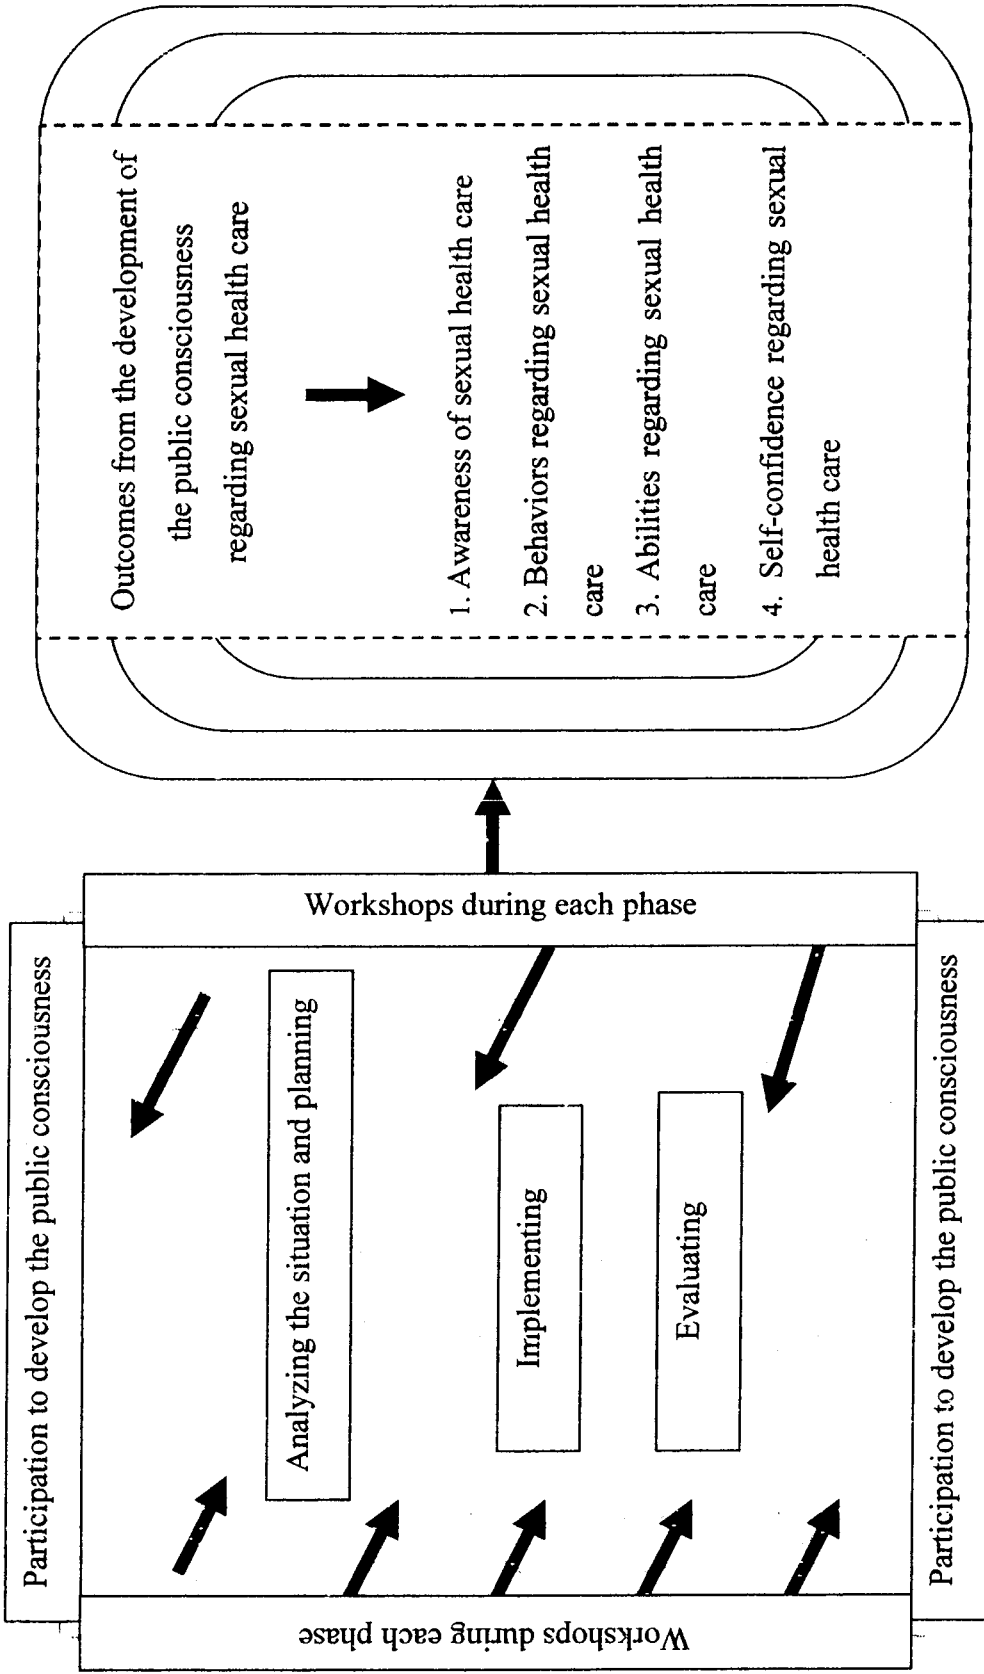 Participation to develop the public consciousness
Workshops during each phase
Analyzing the situation and planning
Implementing
Evaluating
Workshops during each phase
Participation to develop the public consciousness
Outcomes from the development of
the public consciousness
regarding sexual health care
1. Awareness of sexual health care
2. Behaviors regarding sexual health
care
3. Abilities regarding sexual health
care
4. Self-confidence regarding sexual
health care